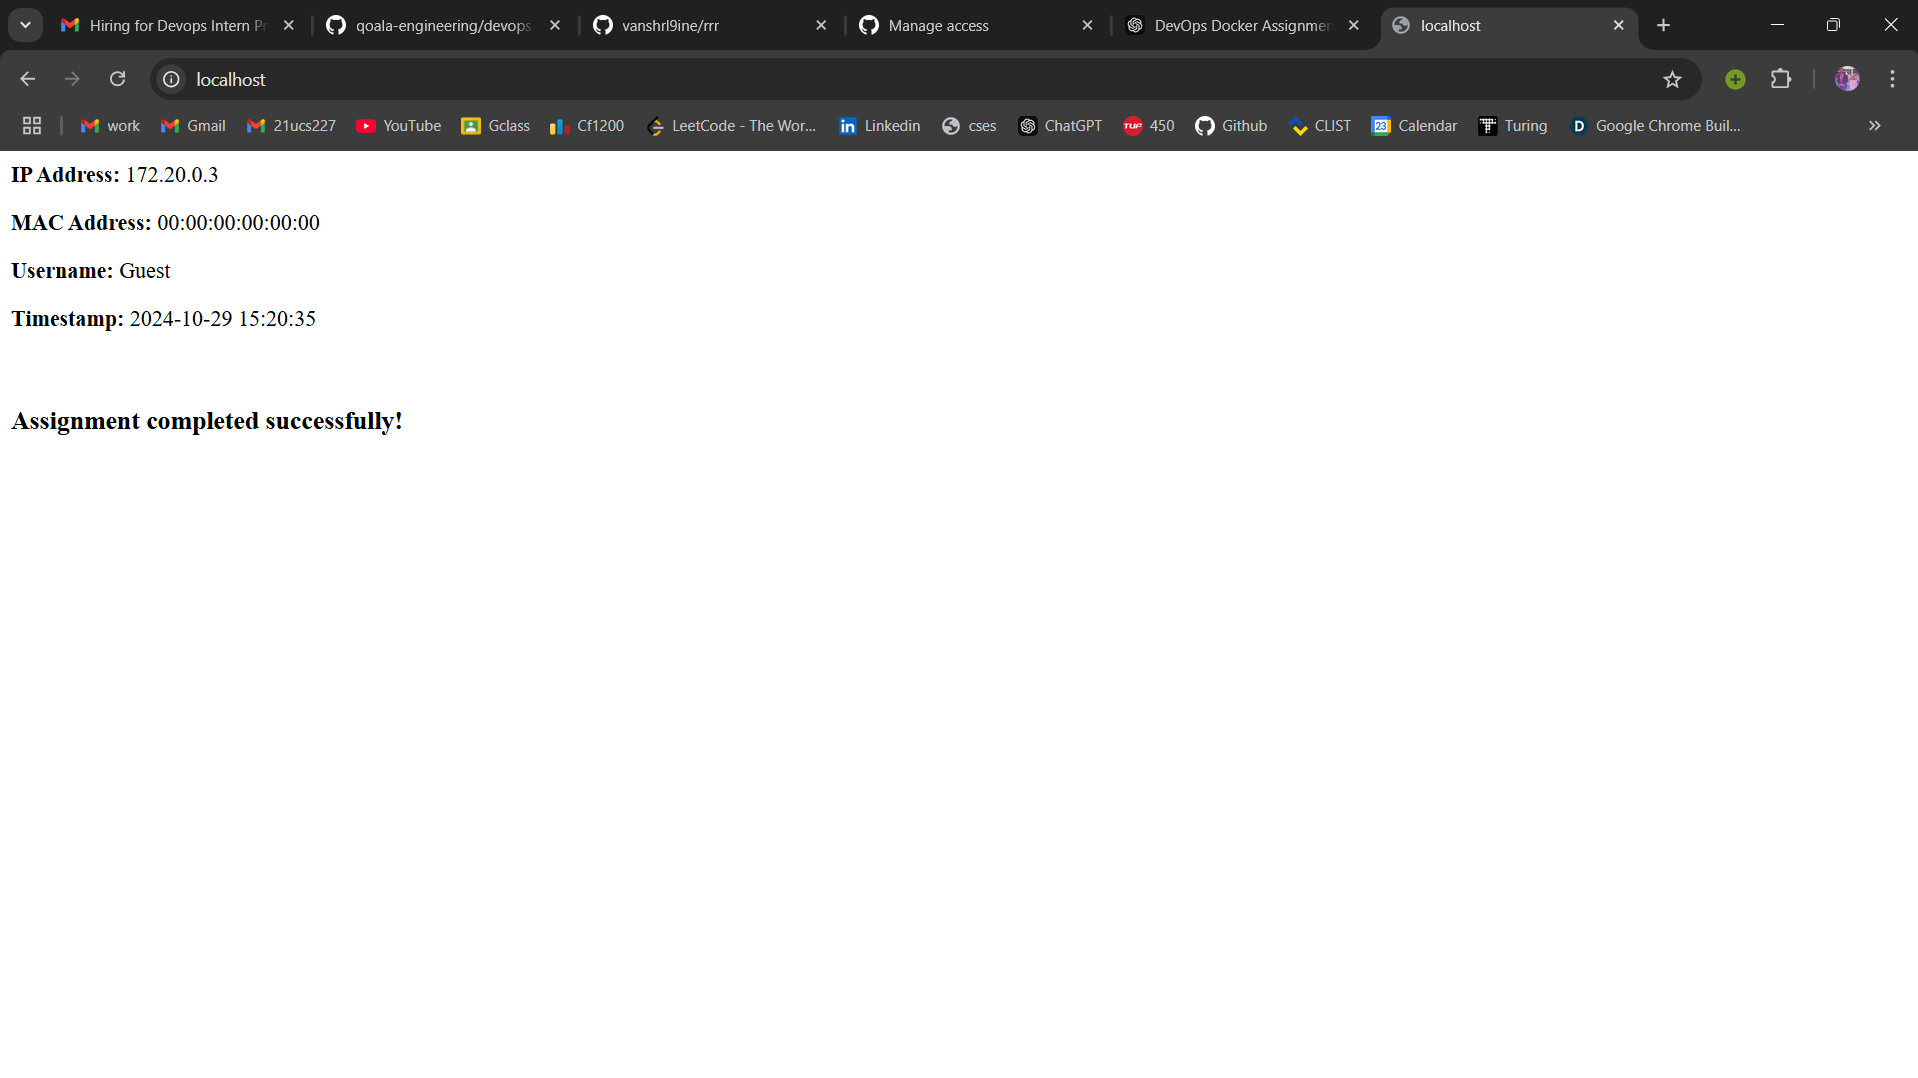 Hiring for Devops Intern Pr
qoala-engineering/devops
vanshrl9ine/rrr
Manage access
DevOps Docker Assignmen
localhost
localhost
work
Gmail
21ucs227
YouTube
Gclass
Cf1200
LeetCode - The Wor...
in Linkedin
cses
ChatGPT
TUF 450
Github
CLIST
23 Calendar
Turing
D Google Chrome Buil...
IP Address: 172.20.0.3
MAC Address: 00:00:00:00:00:00
Username: Guest
Timestamp: 2024-10-29 15:20:35
Assignment completed successfully!